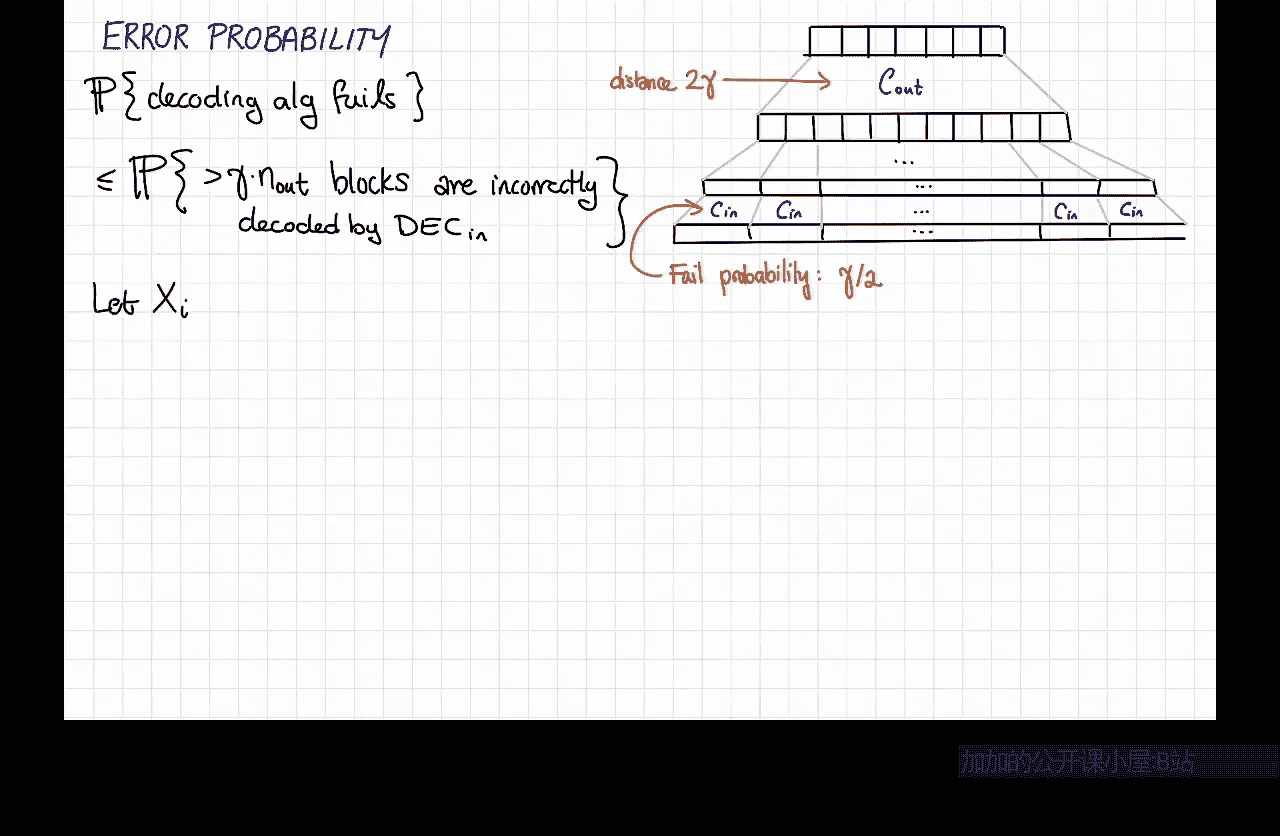 ERROR PROBABILITY
ℙ{decoding alg fails}
≤ ℙ{>γ·n_out blocks are incorrectly
decoded by DEC_in}
Let X_i
distance 2γ
C_out
...
...
C_in C_in ... C_in C_in
...
Fail probability: γ/2
加加的公开课小屋:B站